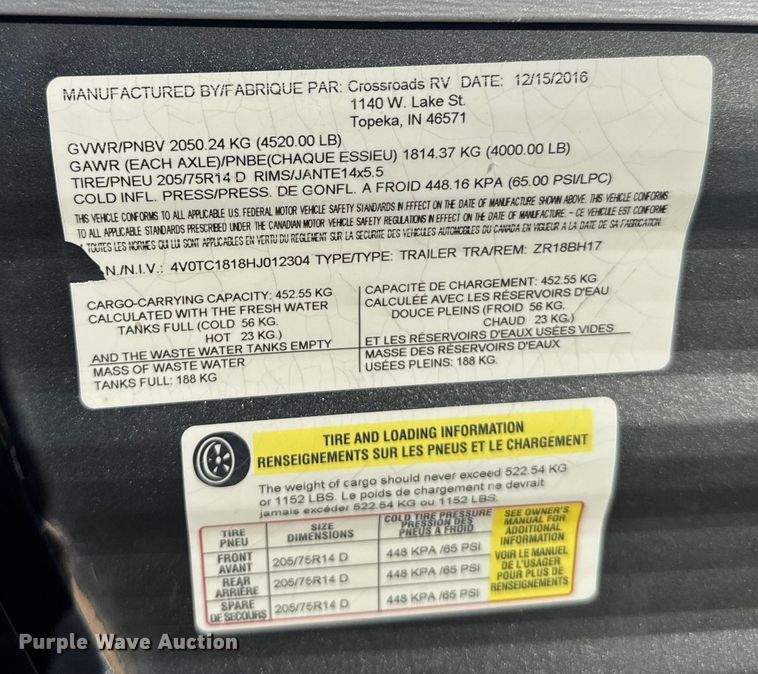 MANUFACTURED BY/FABRIQUE PAR: Crossroads RV DATE: 12/15/2016
1140 W. Lake St.
Topeka, IN 46571
GVWR/PNBV 2050.24 KG (4520.00 LB)
GAWR (EACH AXLE)/PNBE(CHAQUE ESSIEU) 1814.37 KG (4000.00 LB)
TIRE/PNEU 205/75R14 D RIMS/JANTE14x5.5
COLD INFL. PRESS/PRESS. DE GONFL. A FROID 448.16 KPA (65.00 PSI/LPC)
THIS VEHICLE CONFORMS TO ALL APPLICABLE U.S. FEDERAL MOTOR VEHICLE SAFETY STANDARDS IN EFFECT ON THE DATE OF MANUFACTURE SHOWN ABOVE. THIS VEHICLE CONFORMS
TO ALL APPLICABLE STANDARDS PRESCRIBED UNDER THE CANADIAN MOTOR VEHICLE SAFETY REGULATIONS IN EFFECT ON THE DATE OF MANUFACTURE. - CE VEHICULE EST CONFORME
A TOUTES LES NORMES QUI LUI SONT APPLICABLES EN VERTU DU REGLEMENT SUR LA SECURITE DES VEHICULES AUTOMOBILES DU CANADA EN VIGUEUR A LA DATE DE SA FABRICATION.
N./N.I.V.: 4V0TC1818HJ012304 TYPE/TYPE: TRAILER TRA/REM: ZR18BH17
CARGO-CARRYING CAPACITY: 452.55 KG
CALCULATED WITH THE FRESH WATER
TANKS FULL (COLD 56 KG.
HOT 23 KG.)
AND THE WASTE WATER TANKS EMPTY
MASS OF WASTE WATER
TANKS FULL: 188 KG
CAPACITÉ DE CHARGEMENT: 452.55 KG
CALCULÉE AVEC LES RÉSERVOIRS D'EAU
DOUCE PLEINS (FROID 56 KG.
CHAUD 23 KG.)
ET LES RÉSERVOIRS D'EAUX USÉES VIDES
MASSE DES RÉSERVOIRS D'EAUX
USÉES PLEINS: 188 KG.
TIRE AND LOADING INFORMATION
RENSEIGNEMENTS SUR LES PNEUS ET LE CHARGEMENT
The weight of cargo should never exceed 522.54 KG
or 1152 LBS. Le poids de chargement ne devrait
jamais excéder 522.54 KG ou 1152 LBS.
TIRE
PNEU
SIZE
DIMENSIONS
COLD TIRE PRESSURE
PRESSION DES
PNEUS A FROID
FRONT
AVANT
205/75R14 D
448 KPA /65 PSI
REAR
ARRIÈRE
205/75R14 D
448 KPA /65 PSI
SPARE
DE SECOURS
205/75R14 D
448 KPA /65 PSI
SEE OWNER'S
MANUAL FOR
ADDITIONAL
INFORMATION
VOIR LE MANUEL
DE L'USAGER
POUR PLUS DE
RENSEIGNEMENTS
Purple Wave Auction